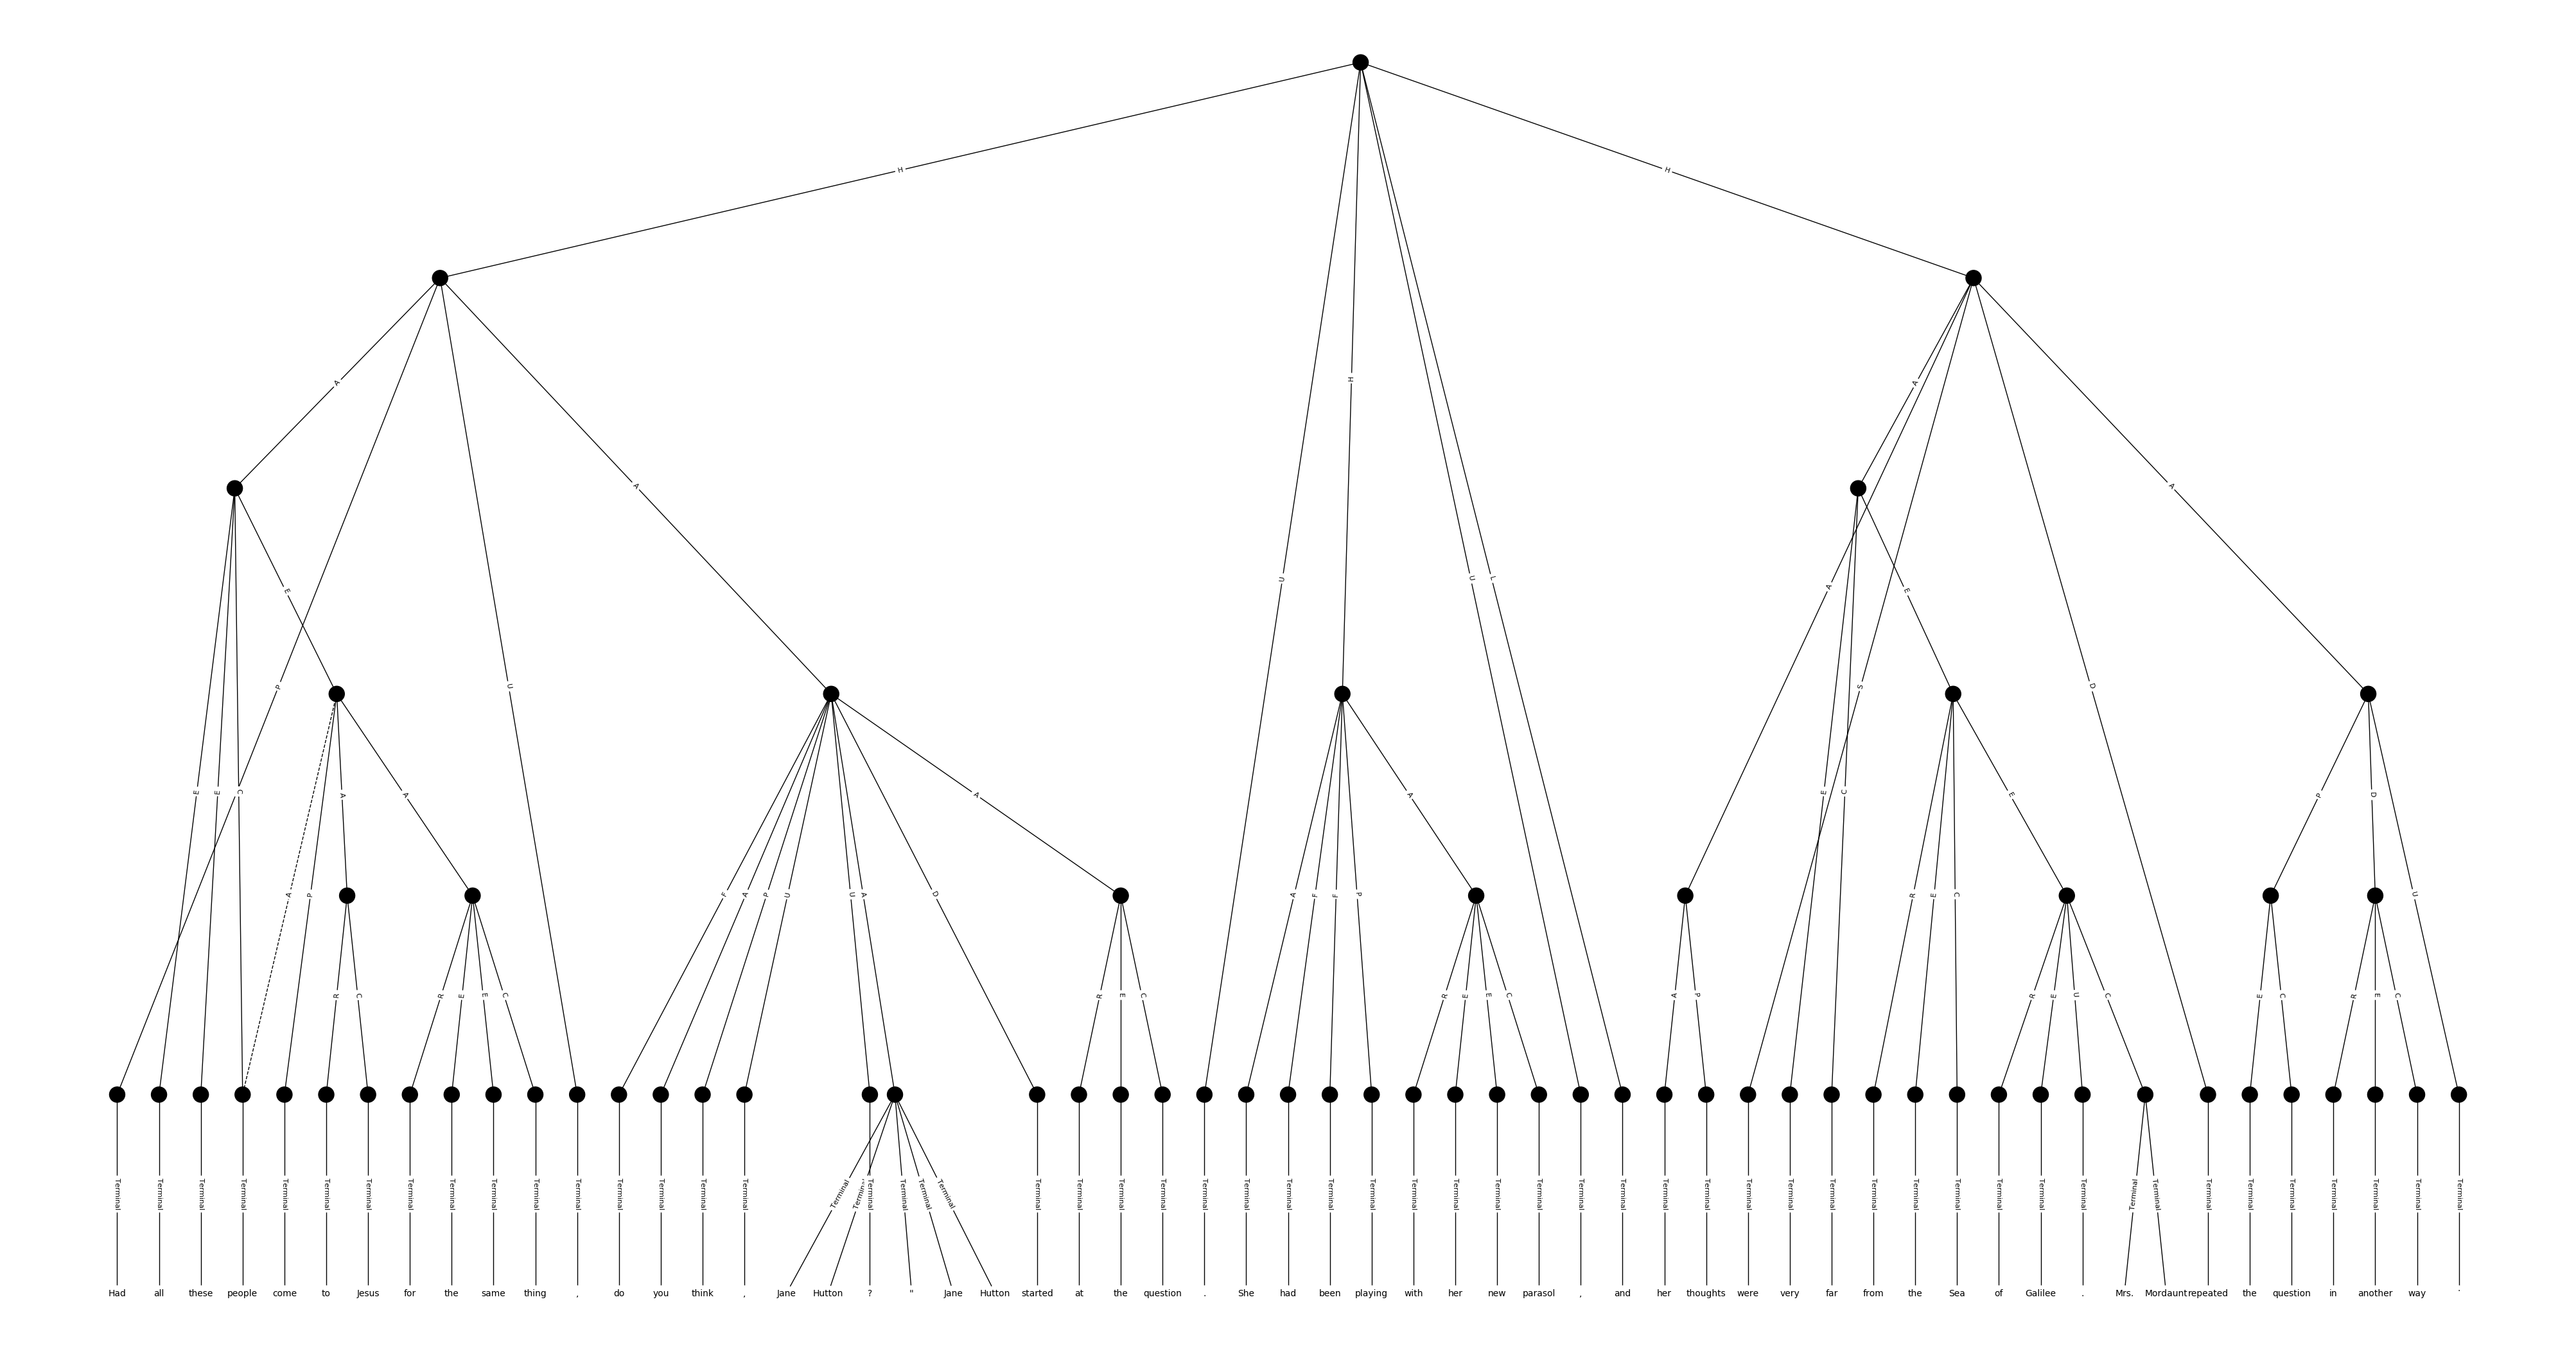 H H
A A H A A
U U L
E A E
P U S D
E E C E C P D U
A A A E
F A P U U A D A F F P R E C
A P
R C R E E C R E C R E E C A P R E U C E C R E C
Terminal Terminal Terminal Terminal Terminal Terminal Terminal Terminal Terminal Terminal Terminal Terminal Terminal Terminal Terminal Terminal Terminal Terminal Terminal Terminal Terminal Terminal Terminal Terminal Terminal Terminal Terminal Terminal Terminal Terminal Terminal Terminal Terminal Terminal Terminal Terminal Terminal Terminal Terminal Terminal Terminal Terminal Terminal Terminal Terminal Terminal Terminal Terminal Terminal Terminal Terminal Terminal Terminal Terminal Terminal Terminal Terminal
Had all these people come to Jesus for the same thing , do you think , Jane Hutton ? " Jane Hutton started at the question . She had been playing with her new parasol , and her thoughts were very far from the Sea of Galilee . Mrs. Mordaunt repeated the question in another way .